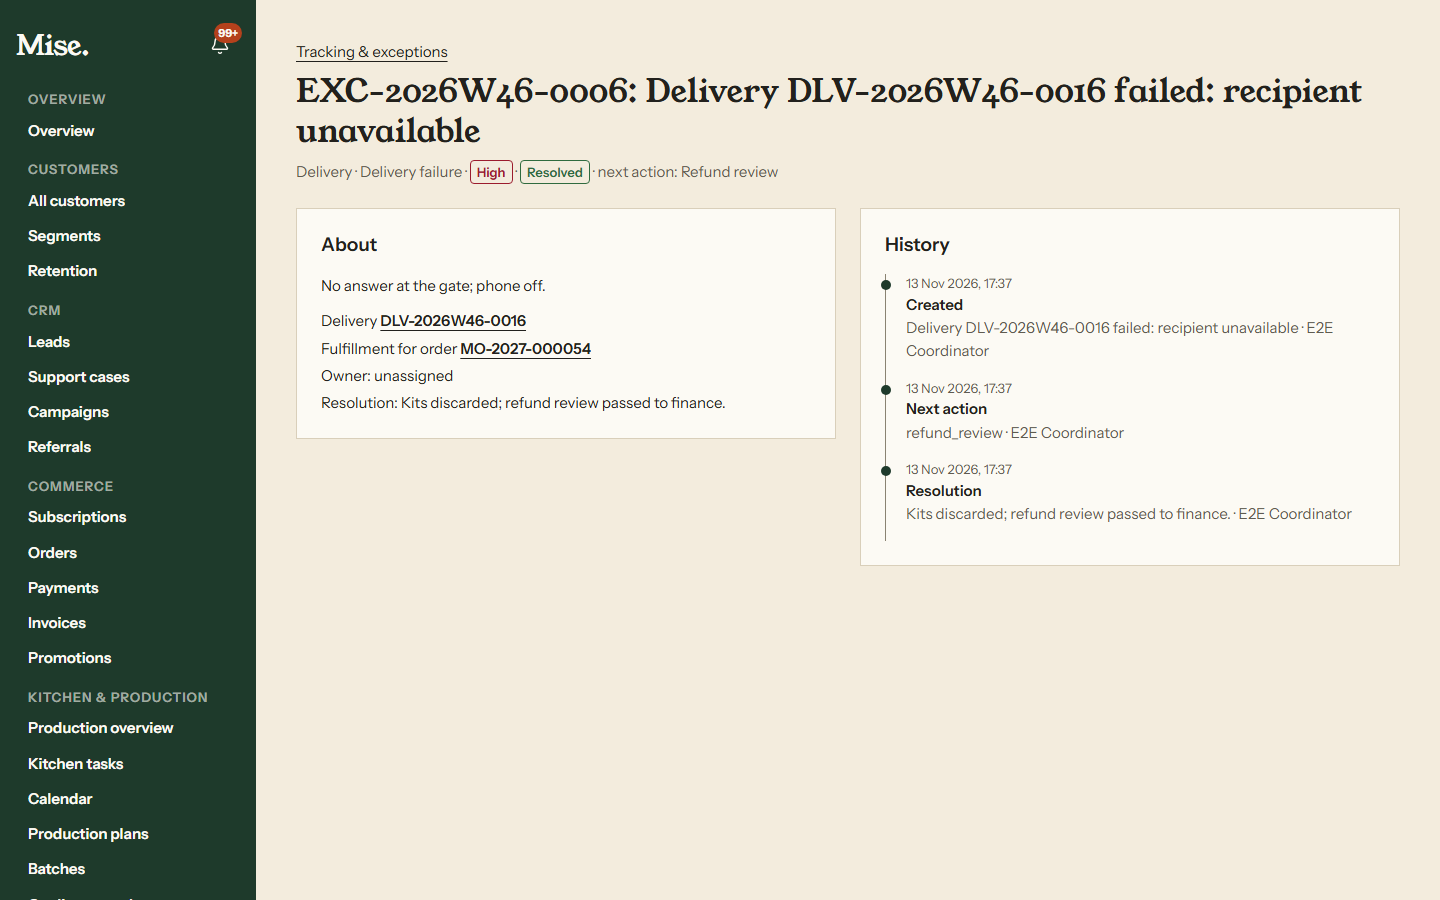 Mise.
99+
OVERVIEW
Overview
CUSTOMERS
All customers
Segments
Retention
CRM
Leads
Support cases
Campaigns
Referrals
COMMERCE
Subscriptions
Orders
Payments
Invoices
Promotions
KITCHEN & PRODUCTION
Production overview
Kitchen tasks
Calendar
Production plans
Batches
Tracking & exceptions
EXC-2026W46-0006: Delivery DLV-2026W46-0016 failed: recipient
unavailable
Delivery · Delivery failure · High · Resolved · next action: Refund review
About
No answer at the gate; phone off.
Delivery DLV-2026W46-0016
Fulfillment for order MO-2027-000054
Owner: unassigned
Resolution: Kits discarded; refund review passed to finance.
History
13 Nov 2026, 17:37
Created
Delivery DLV-2026W46-0016 failed: recipient unavailable · E2E
Coordinator
13 Nov 2026, 17:37
Next action
refund_review · E2E Coordinator
13 Nov 2026, 17:37
Resolution
Kits discarded; refund review passed to finance. · E2E Coordinator